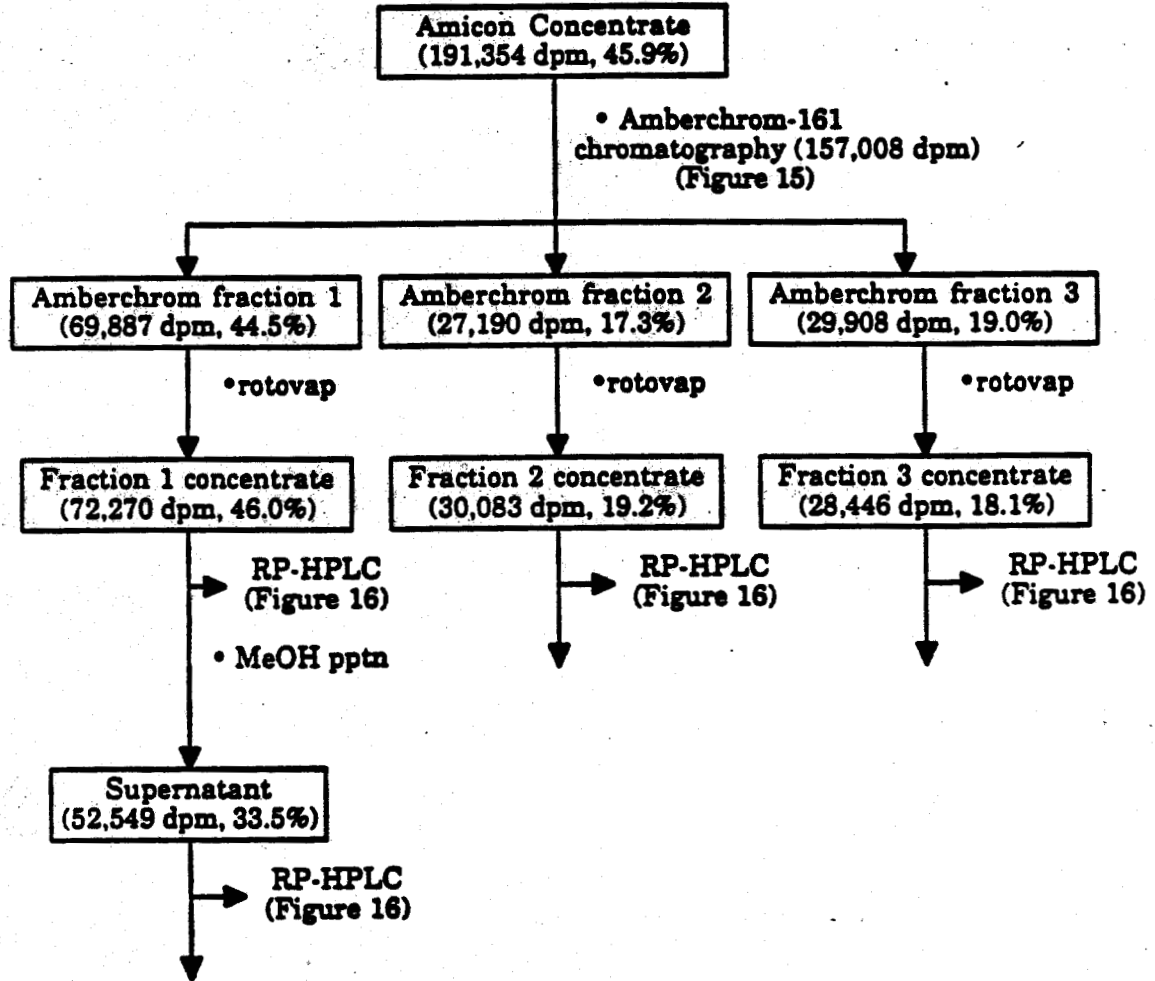 Amicon Concentrate
(191,354 dpm, 45.9%)
• Amberchrom-161
chromatography (157,008 dpm)
(Figure 15)
Amberchrom fraction 1
(69,887 dpm, 44.5%)
Amberchrom fraction 2
(27,190 dpm, 17.3%)
Amberchrom fraction 3
(29,908 dpm, 19.0%)
•rotovap
•rotovap
•rotovap
Fraction 1 concentrate
(72,270 dpm, 46.0%)
Fraction 2 concentrate
(30,083 dpm, 19.2%)
Fraction 3 concentrate
(28,446 dpm, 18.1%)
RP-HPLC
(Figure 16)
RP-HPLC
(Figure 16)
RP-HPLC
(Figure 16)
• MeOH pptn
Supernatant
(52,549 dpm, 33.5%)
RP-HPLC
(Figure 16)